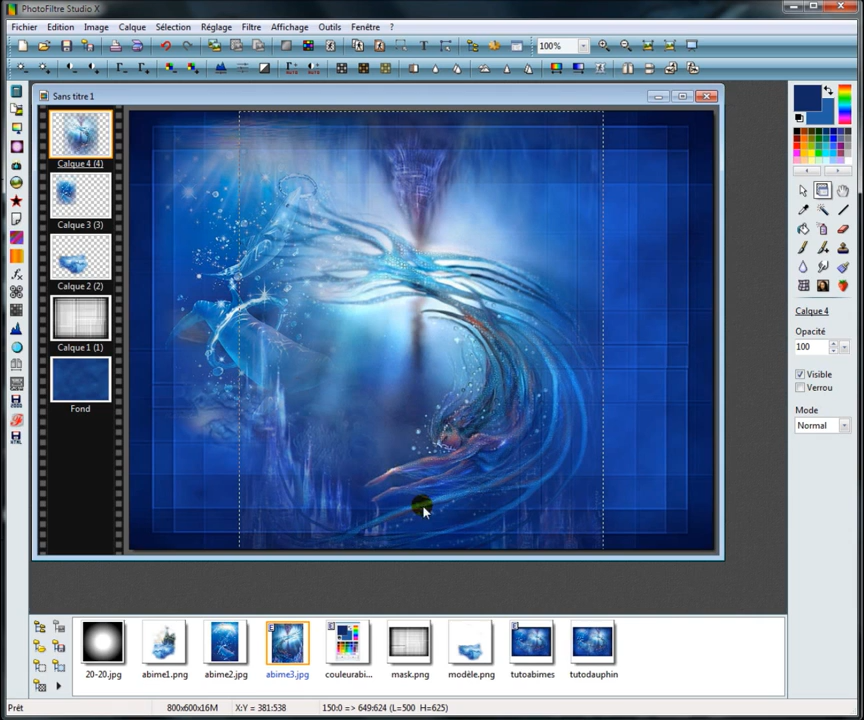 PhotoFiltre Studio X
Fichier Edition Image Calque Sélection Réglage Filtre Affichage Outils Fenêtre ?
100%
Sans titre 1
Calque 4 (4)
Calque 3 (3)
Calque 2 (2)
Calque 1 (1)
Fond
Calque 4
Opacité
100
Visible
Verrou
Mode
Normal
20-20.jpg abime1.png abime2.jpg abime3.jpg couleurabi... mask.png modèle.png tutoabimes tutodauphin
Prêt 800x600x16M X:Y= 381:538 150:0 => 649:624 (L=500 H=625)